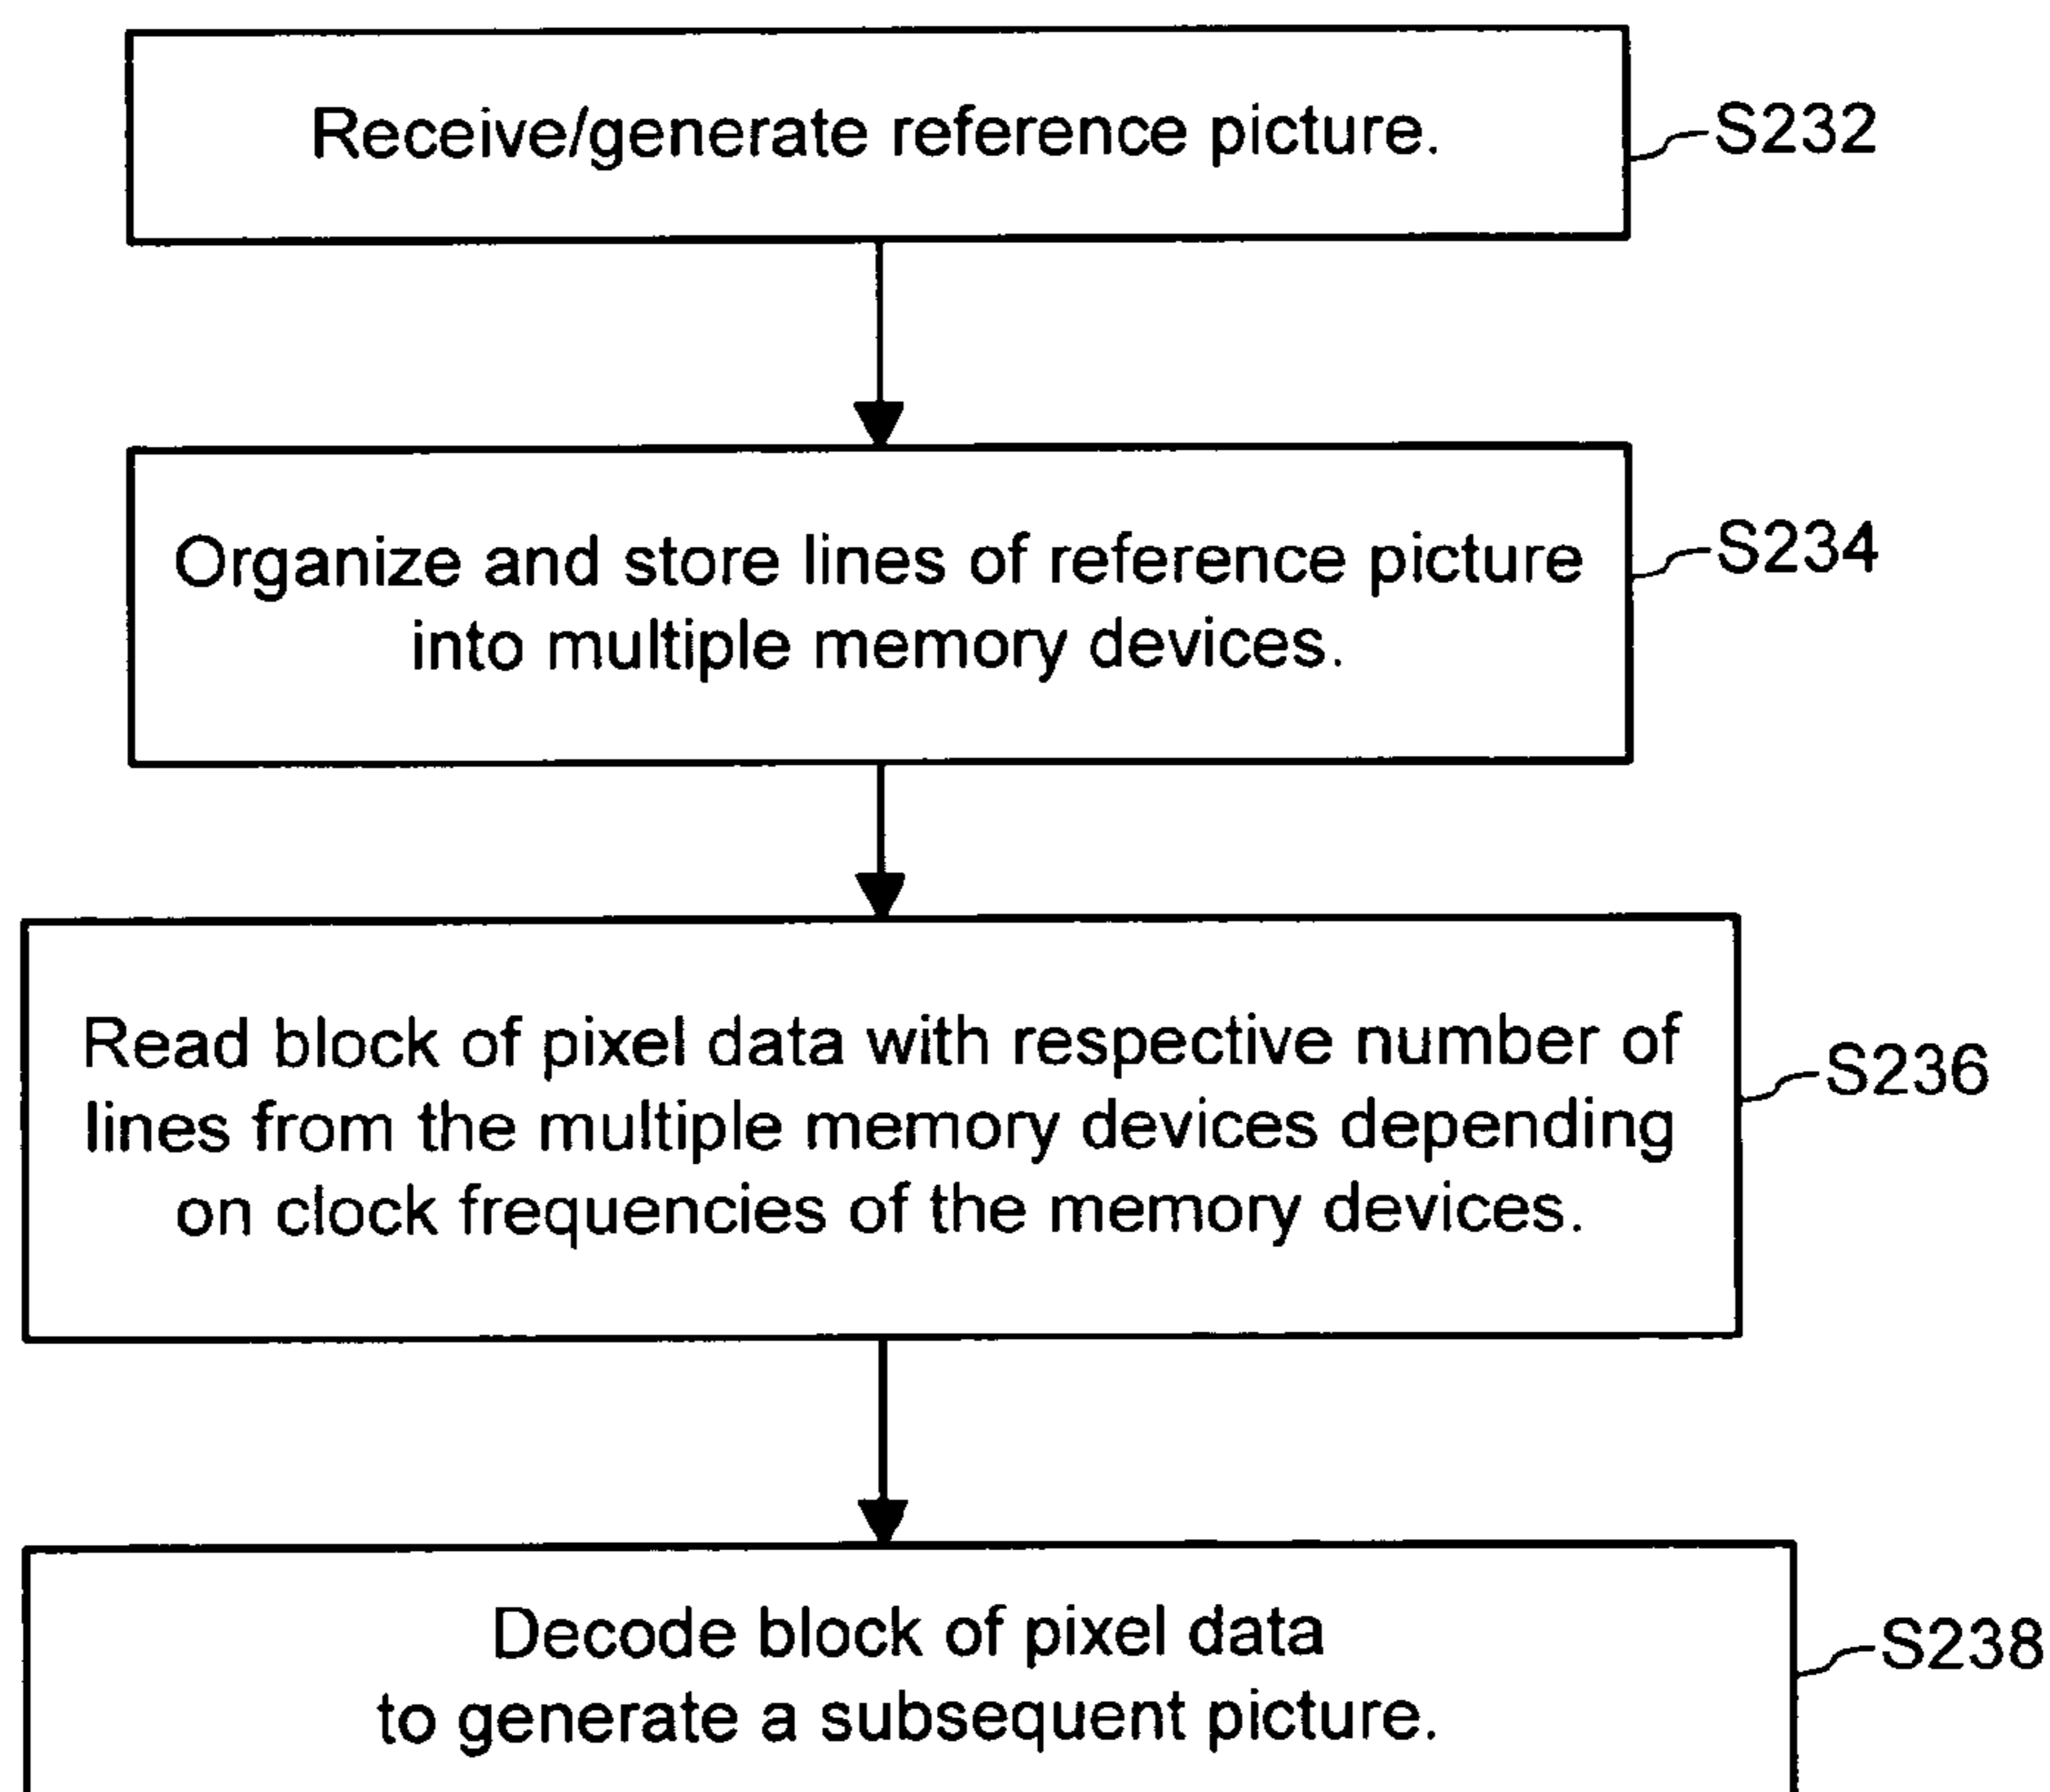 Receive/generate reference picture.
S232
Organize and store lines of reference picture
into multiple memory devices.
S234
Read block of pixel data with respective number of
lines from the multiple memory devices depending
on clock frequencies of the memory devices.
S236
Decode block of pixel data
to generate a subsequent picture.
S238